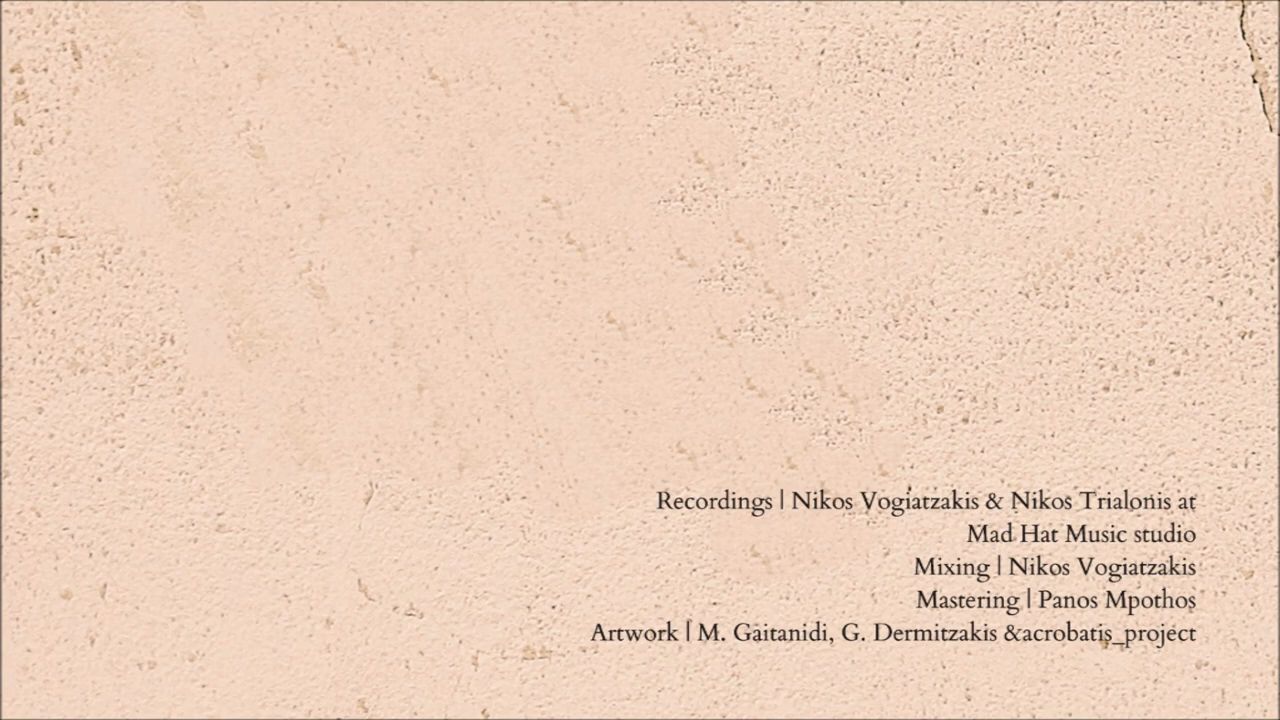 Recordings | Nikos Vogiatzakis & Nikos Trialonis at
Mad Hat Music studio
Mixing | Nikos Vogiatzakis
Mastering | Panos Mpothos
Artwork | M. Gaitanidi, G. Dermitzakis &acrobatis_project